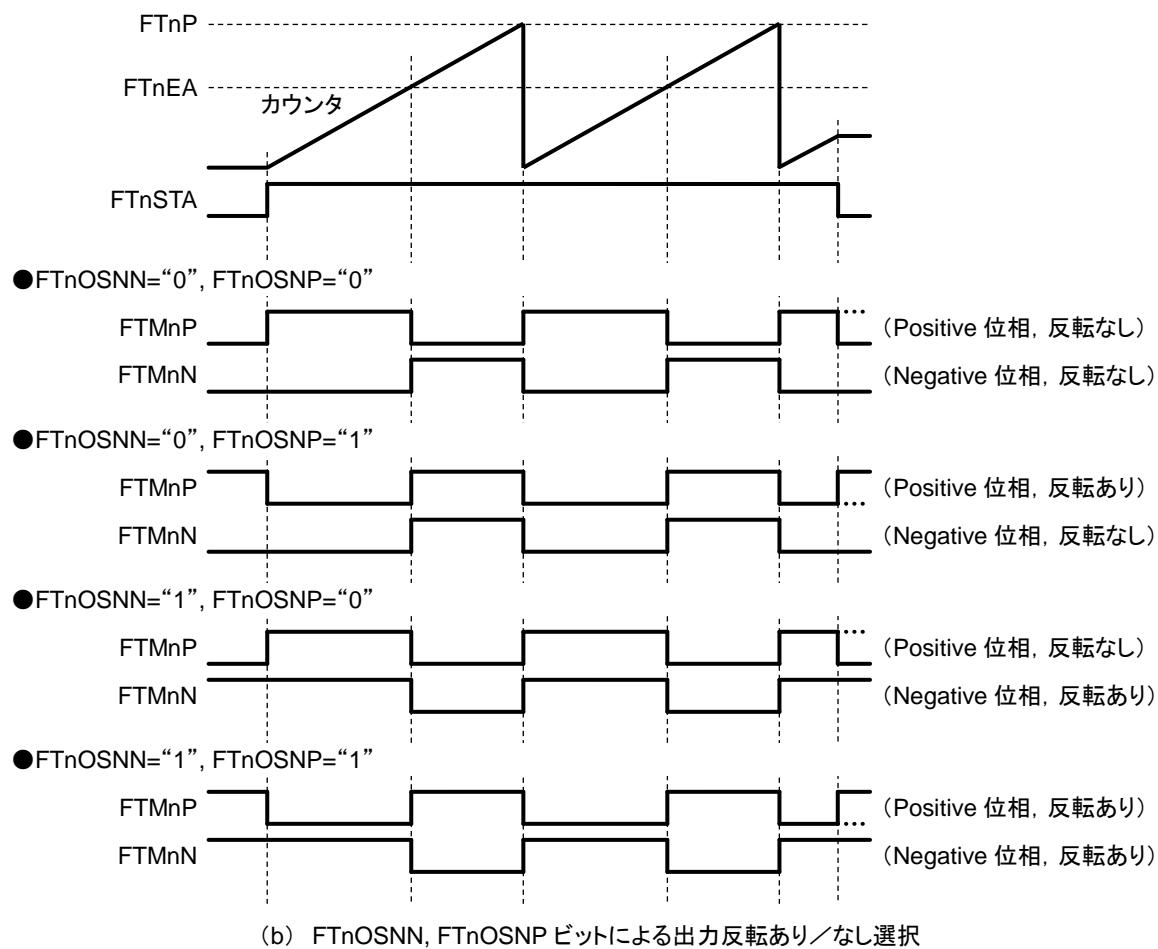 FTnP
FTnEA
カウンタ
FTnSTA
●FTnOSNN=“0”, FTnOSNP=“0”
FTMnP
…
（Positive 位相，反転なし）
FTMnN
（Negative 位相，反転なし）
●FTnOSNN=“0”, FTnOSNP=“1”
FTMnP
…
（Positive 位相，反転あり）
FTMnN
（Negative 位相，反転なし）
●FTnOSNN=“1”, FTnOSNP=“0”
FTMnP
…
（Positive 位相，反転なし）
FTMnN
（Negative 位相，反転あり）
●FTnOSNN=“1”, FTnOSNP=“1”
FTMnP
…
（Positive 位相，反転あり）
FTMnN
（Negative 位相，反転あり）
（b） FTnOSNN, FTnOSNP ビットによる出力反転あり／なし選択